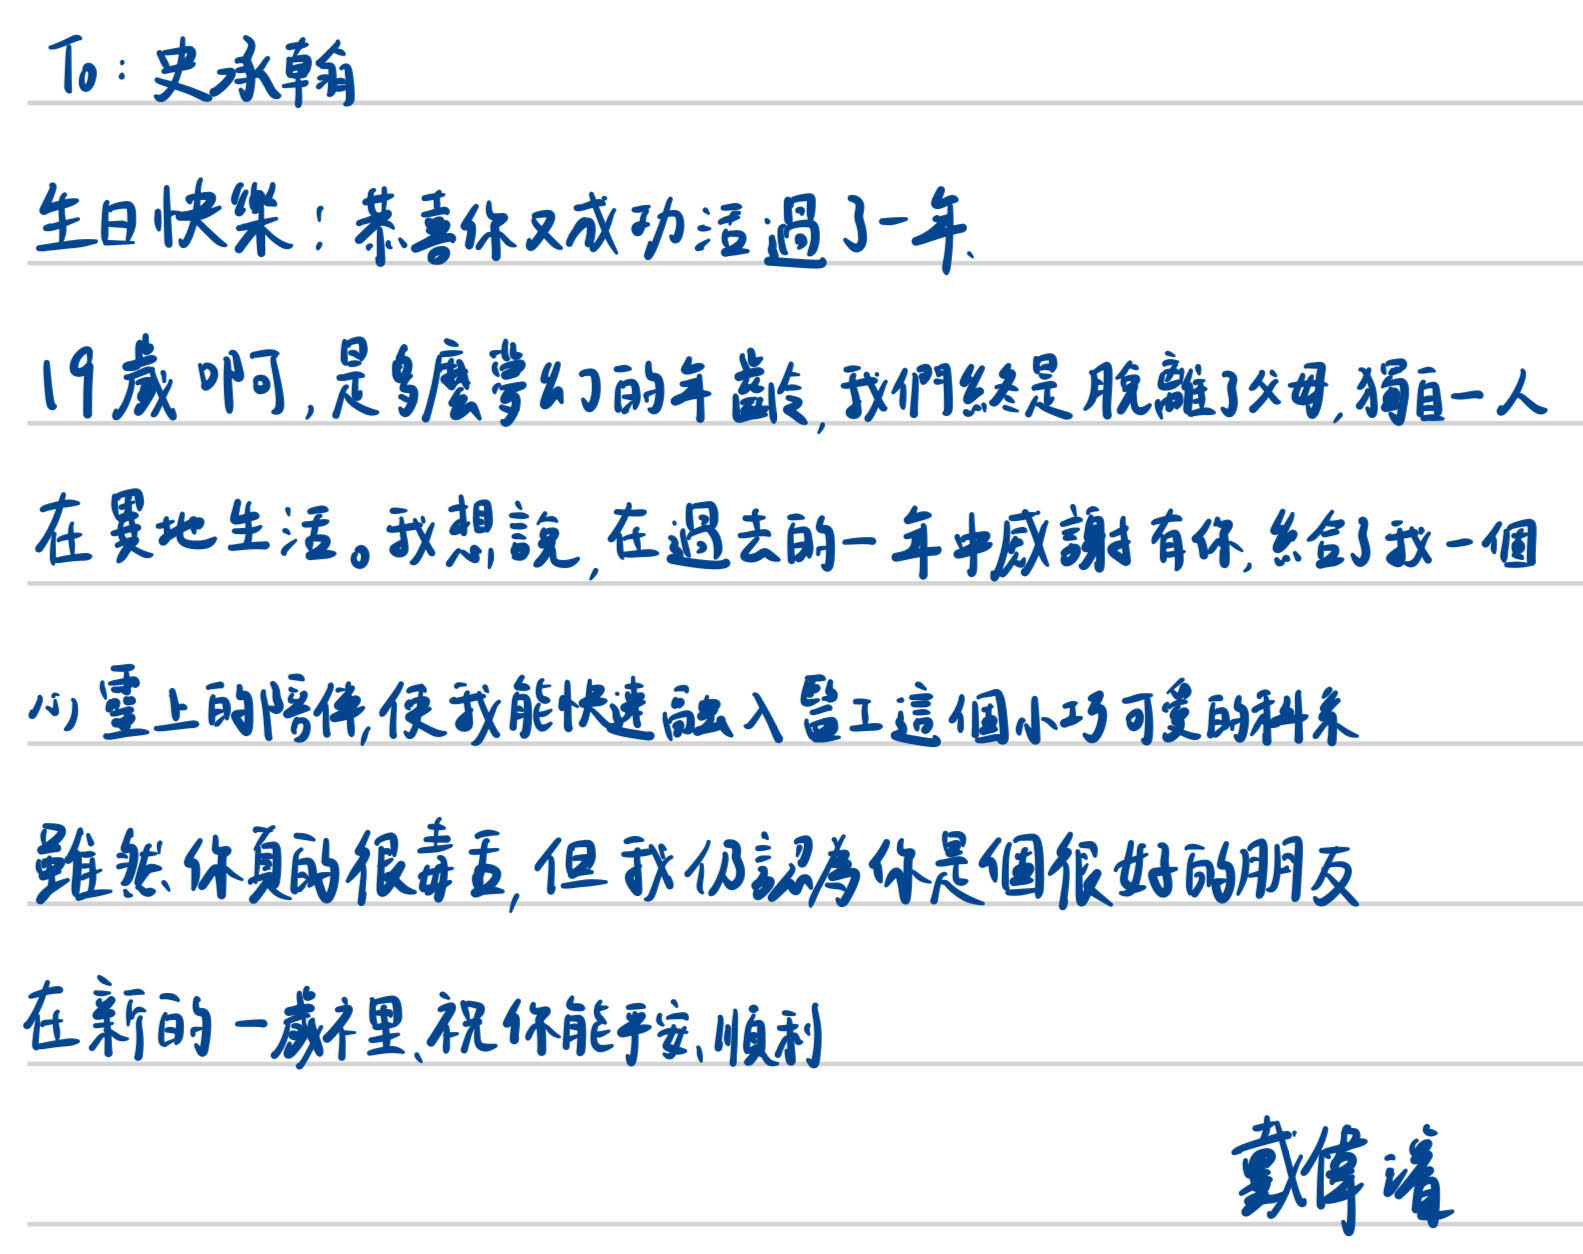 To：史承翰
生日快樂！恭喜你又成功活過了一年、
19歲啊，是多麼夢幻的年齡，我們終是脫離了父母，獨自一人
在異地生活。我想說，在過去的一年中感謝有你，給了我一個
心靈上的陪伴，使我能快速融入醫工這個小巧可愛的科系
雖然你真的很毒舌，但我仍認為你是個很好的朋友
在新的一歲裡、祝你能平安、順利
戴偉濬